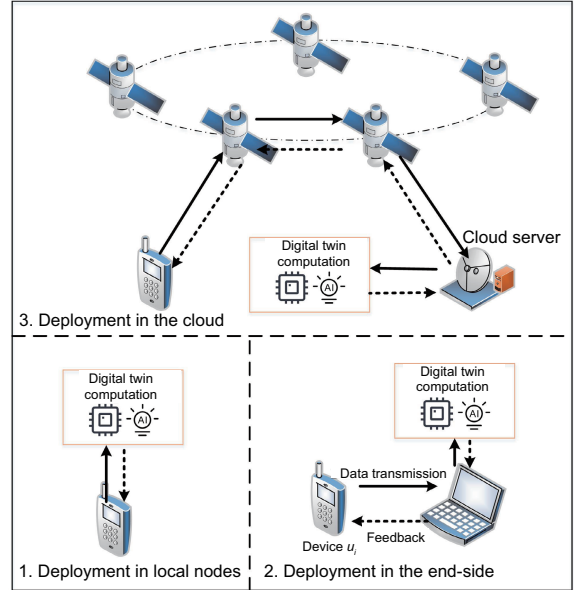 Cloud server
Digital twin
computation
AI
3. Deployment in the cloud
Digital twin
computation
AI
1. Deployment in local nodes
Digital twin
computation
AI
Data transmission
Feedback
Device u_i
2. Deployment in the end-side